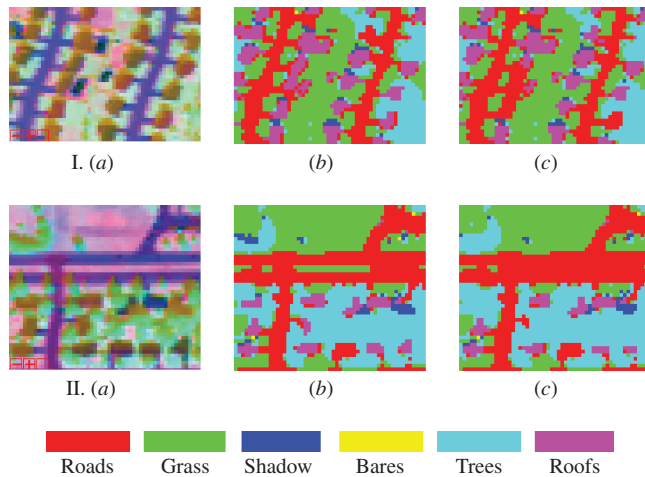 I. (a)
(b)
(c)
II. (a)
(b)
(c)
Roads
Grass
Shadow
Bares
Trees
Roofs